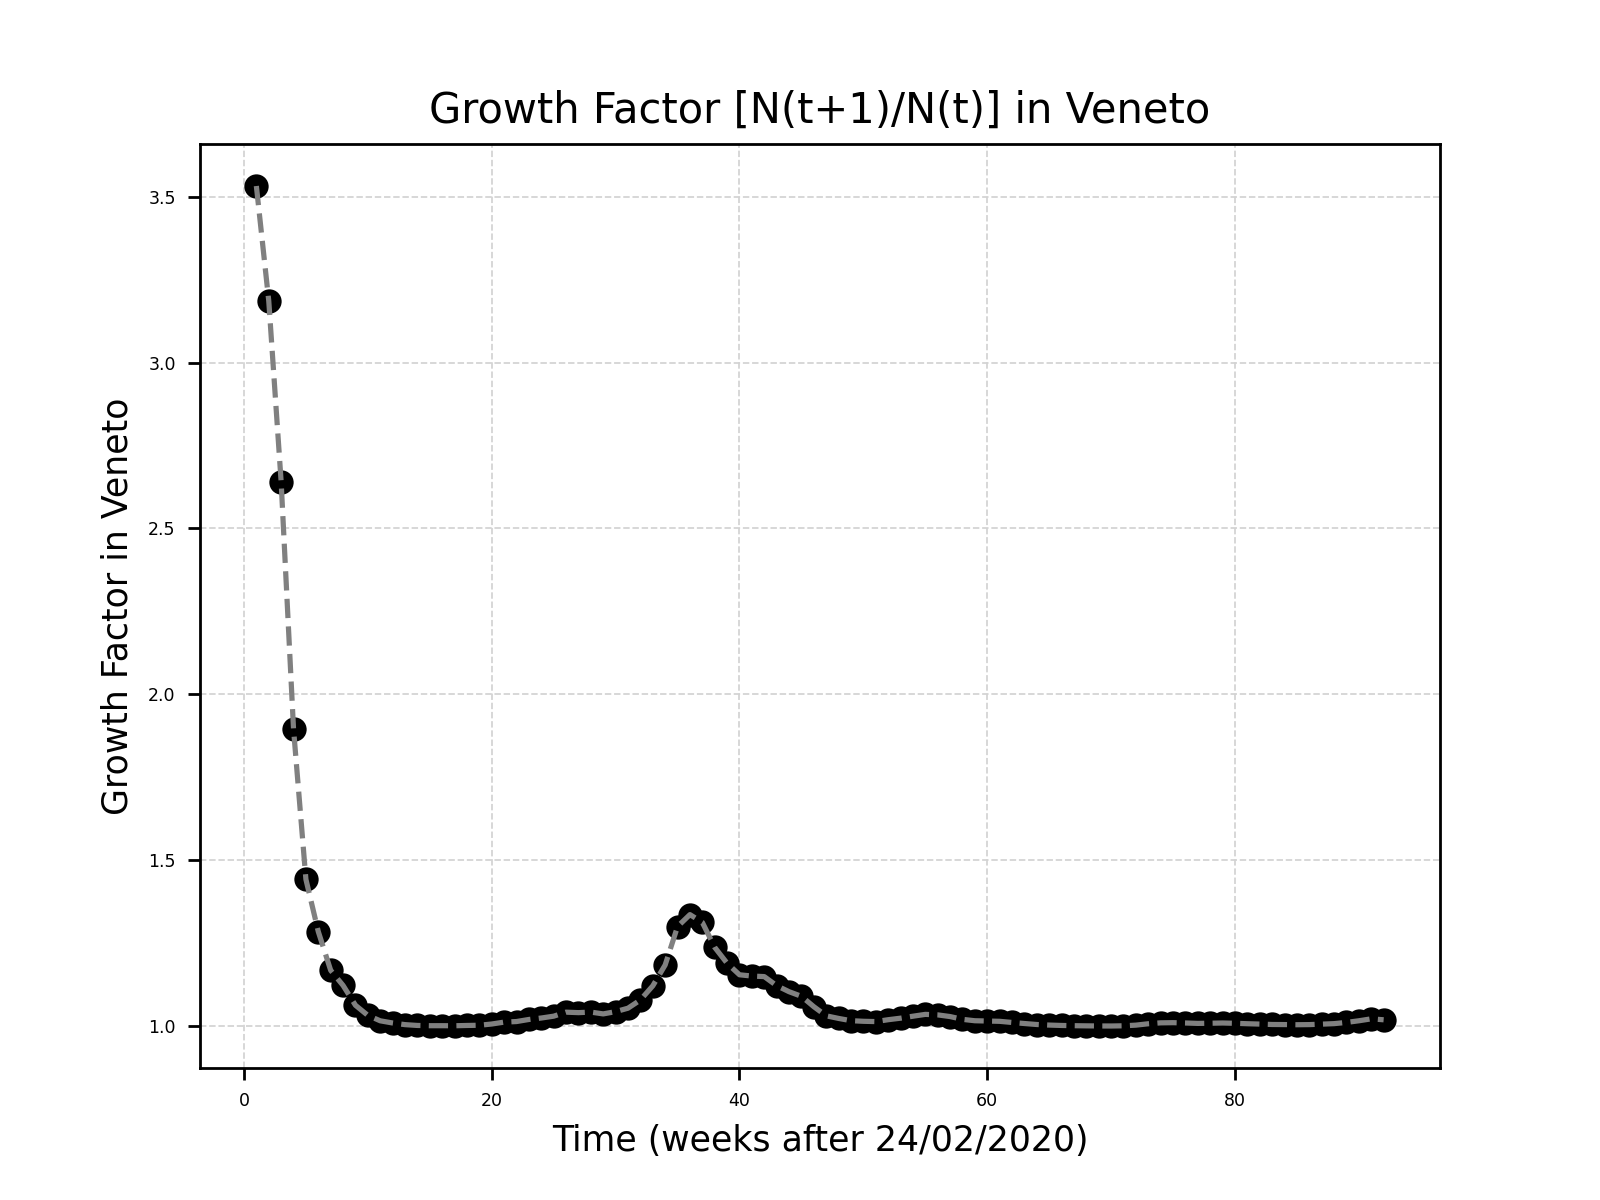 Growth Factor [N(t+1)/N(t)] in Veneto
Growth Factor in Veneto
3.5
3.0
2.5
2.0
1.5
1.0
0 20 40 60 80
Time (weeks after 24/02/2020)